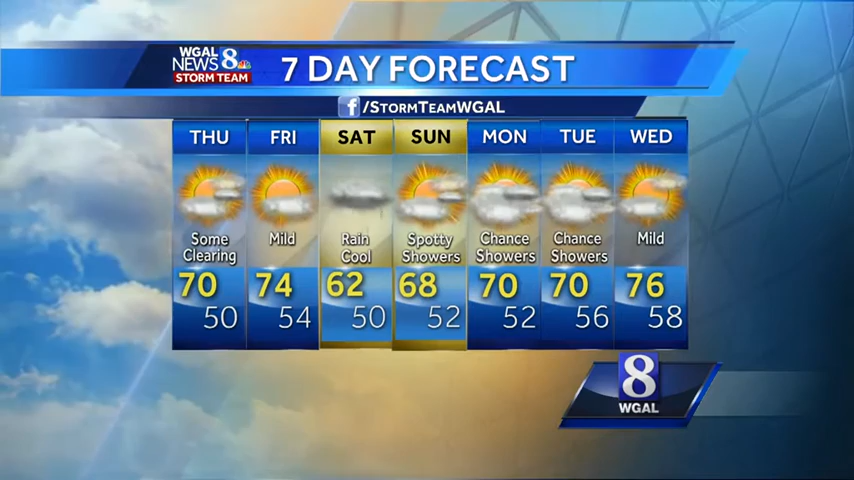 WGAL
NEWS 8
STORM TEAM
7 DAY FORECAST
f/STORMTEAMWGAL
THU FRI SAT SUN MON TUE WED
Some Clearing Mild Rain Cool Spotty Showers Chance Showers Chance Showers Mild
70 74 62 68 70 70 76
50 54 50 52 52 56 58
8
WGAL